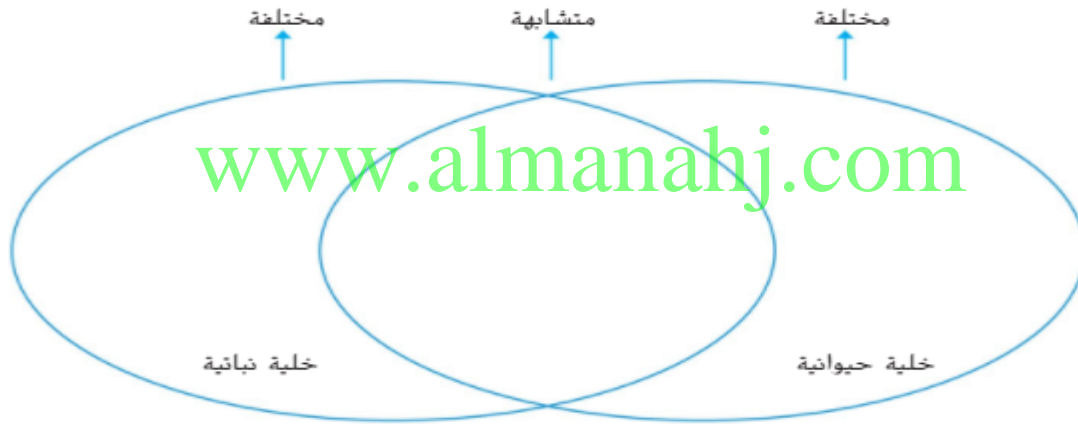 مختلفة متشابهة مختلفة
www.almanahj.com
خلية حيوانية خلية نباتية